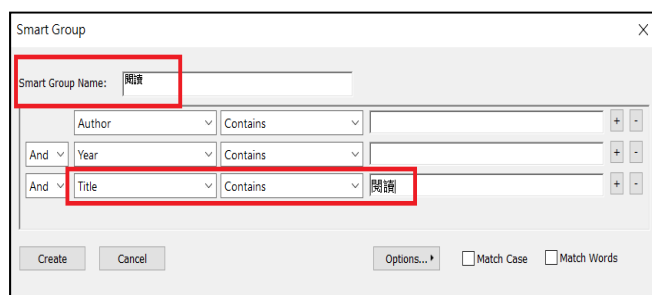 Smart Group
Smart Group Name: 閱讀
Author Contains + -
And Year Contains + -
And Title Contains 閱讀 + -
Create Cancel Options... Match Case Match Words